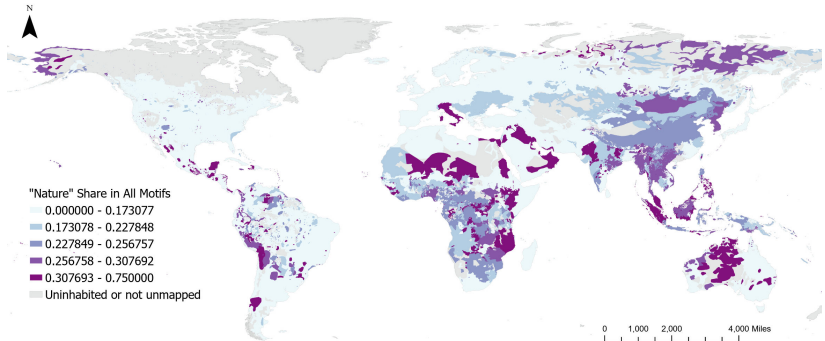 N
"Nature" Share in All Motifs
0.000000 - 0.173077
0.173078 - 0.227848
0.227849 - 0.256757
0.256758 - 0.307692
0.307693 - 0.750000
Uninhabited or not unmapped
0 1,000 2,000 4,000 Miles